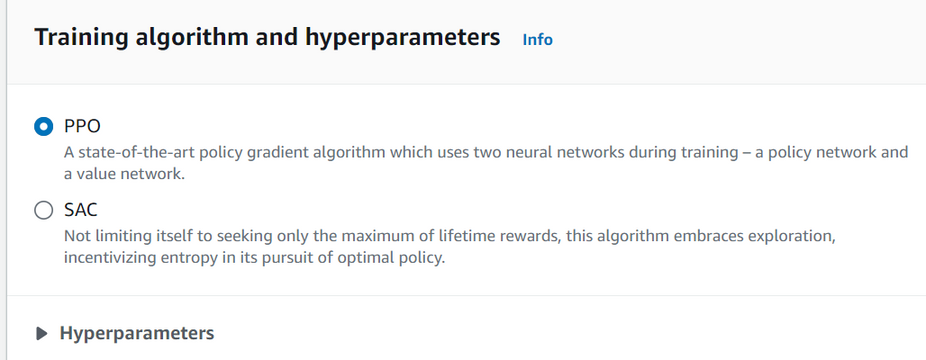 Training algorithm and hyperparameters Info
PPO
A state-of-the-art policy gradient algorithm which uses two neural networks during training – a policy network and
a value network.
SAC
Not limiting itself to seeking only the maximum of lifetime rewards, this algorithm embraces exploration,
incentivizing entropy in its pursuit of optimal policy.
Hyperparameters